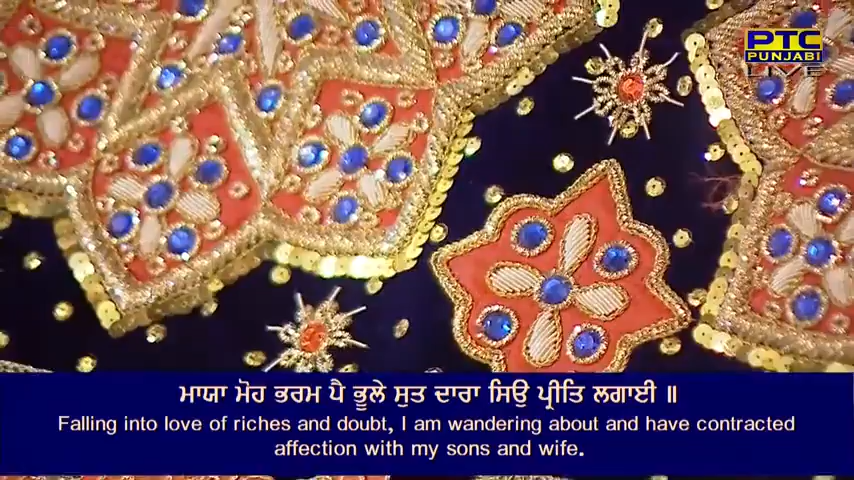 PTC
PUNJABI
LIVE
ਮਾਯਾ ਮੋਹ ਭਰਮ ਪੈ ਭੂਲੇ ਸੁਤ ਦਾਰਾ ਸਿਉ ਪ੍ਰੀਤਿ ਲਗਾਈ ॥
Falling into love of riches and doubt, I am wandering about and have contracted
affection with my sons and wife.